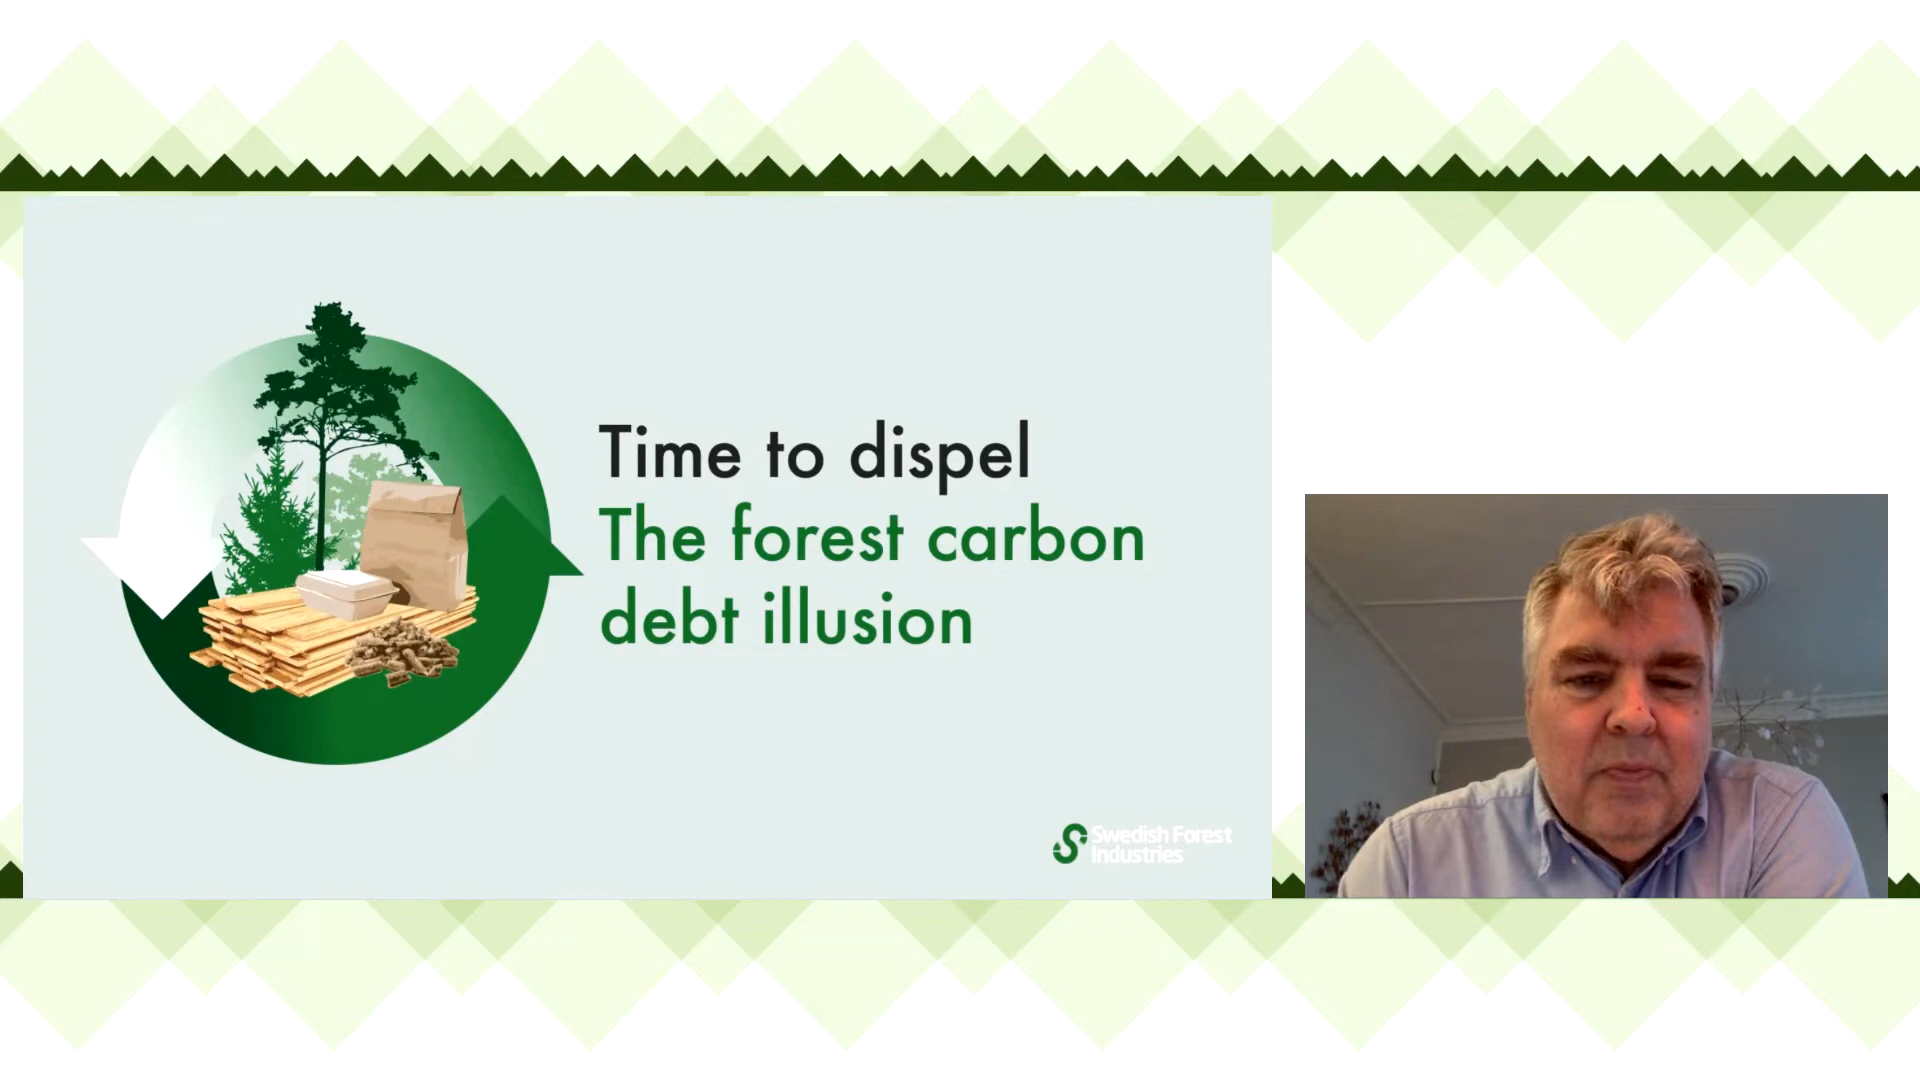 Time to dispel
The forest carbon
debt illusion
Swedish Forest
Industries